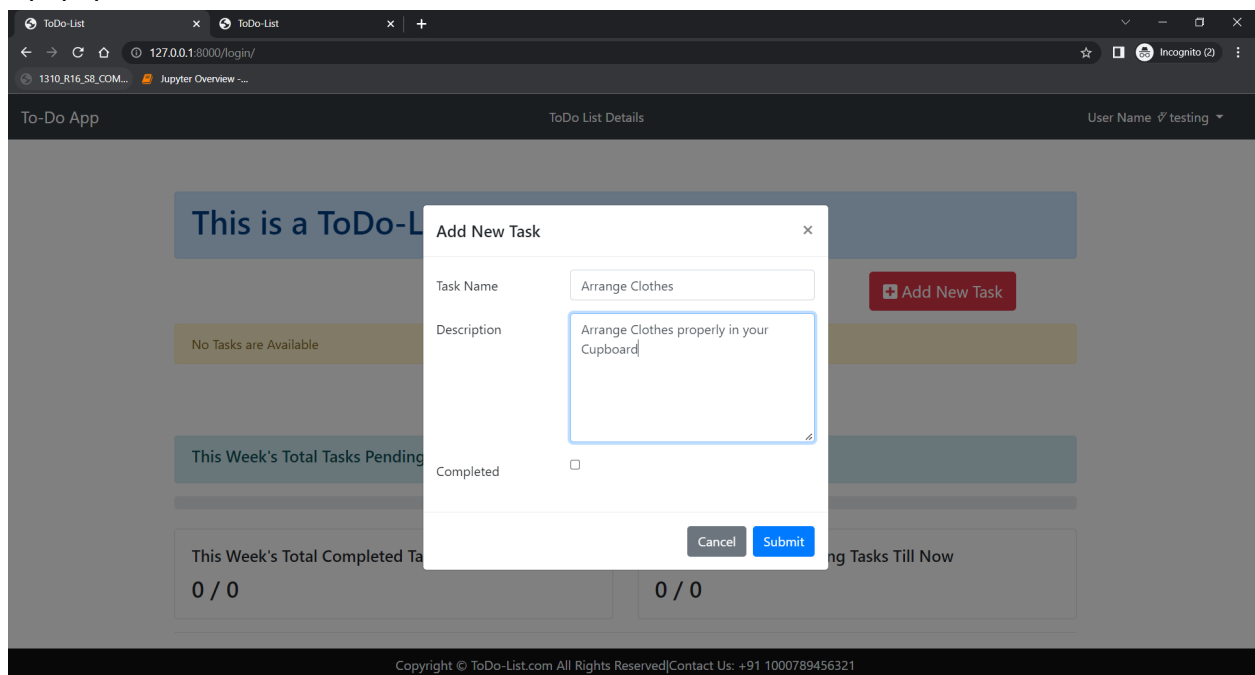 ToDo-List
ToDo-List
127.0.0.1:8000/login/
Incognito (2)
1310_R16_S8_COM...
Jupyter Overview -...
To-Do App
ToDo List Details
User Name testing
This is a ToDo-L
Add New Task
Task Name
Arrange Clothes
Add New Task
Description
Arrange Clothes properly in your
Cupboard
No Tasks are Available
This Week's Total Tasks Pending
Completed
Cancel
Submit
This Week's Total Completed Ta
ng Tasks Till Now
0 / 0
0 / 0
Copyright © ToDo-List.com All Rights Reserved|Contact Us: +91 1000789456321